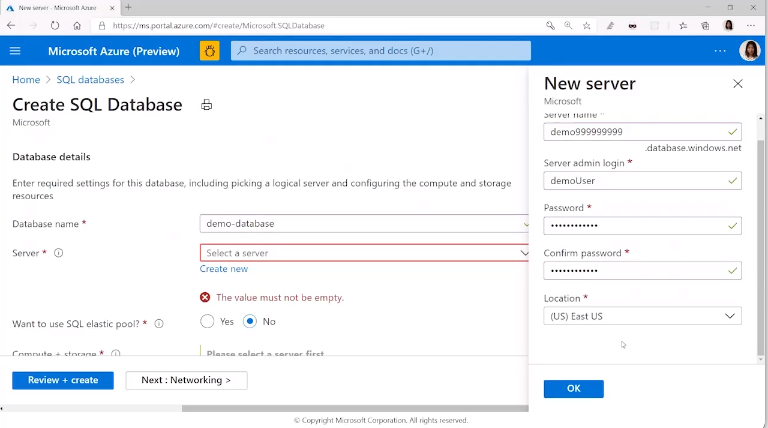 New server - Microsoft Azure
https://ms.portal.azure.com/#create/Microsoft.SQLDatabase
Microsoft Azure (Preview)
Search resources, services, and docs (G+/)
Home > SQL databases >
Create SQL Database
Microsoft
Database details
Enter required settings for this database, including picking a logical server and configuring the compute and storage
resources
Database name *
demo-database
Server *
Select a server
Create new
The value must not be empty.
Want to use SQL elastic pool? *
Yes
No
Compute + storage *
Please select a server first
Review + create
Next : Networking >
New server
Microsoft
Server name *
demo999999999
.database.windows.net
Server admin login *
demoUser
Password *
••••••••••••
Confirm password *
••••••••••••
Location *
(US) East US
OK
© Copyright Microsoft Corporation. All rights reserved.